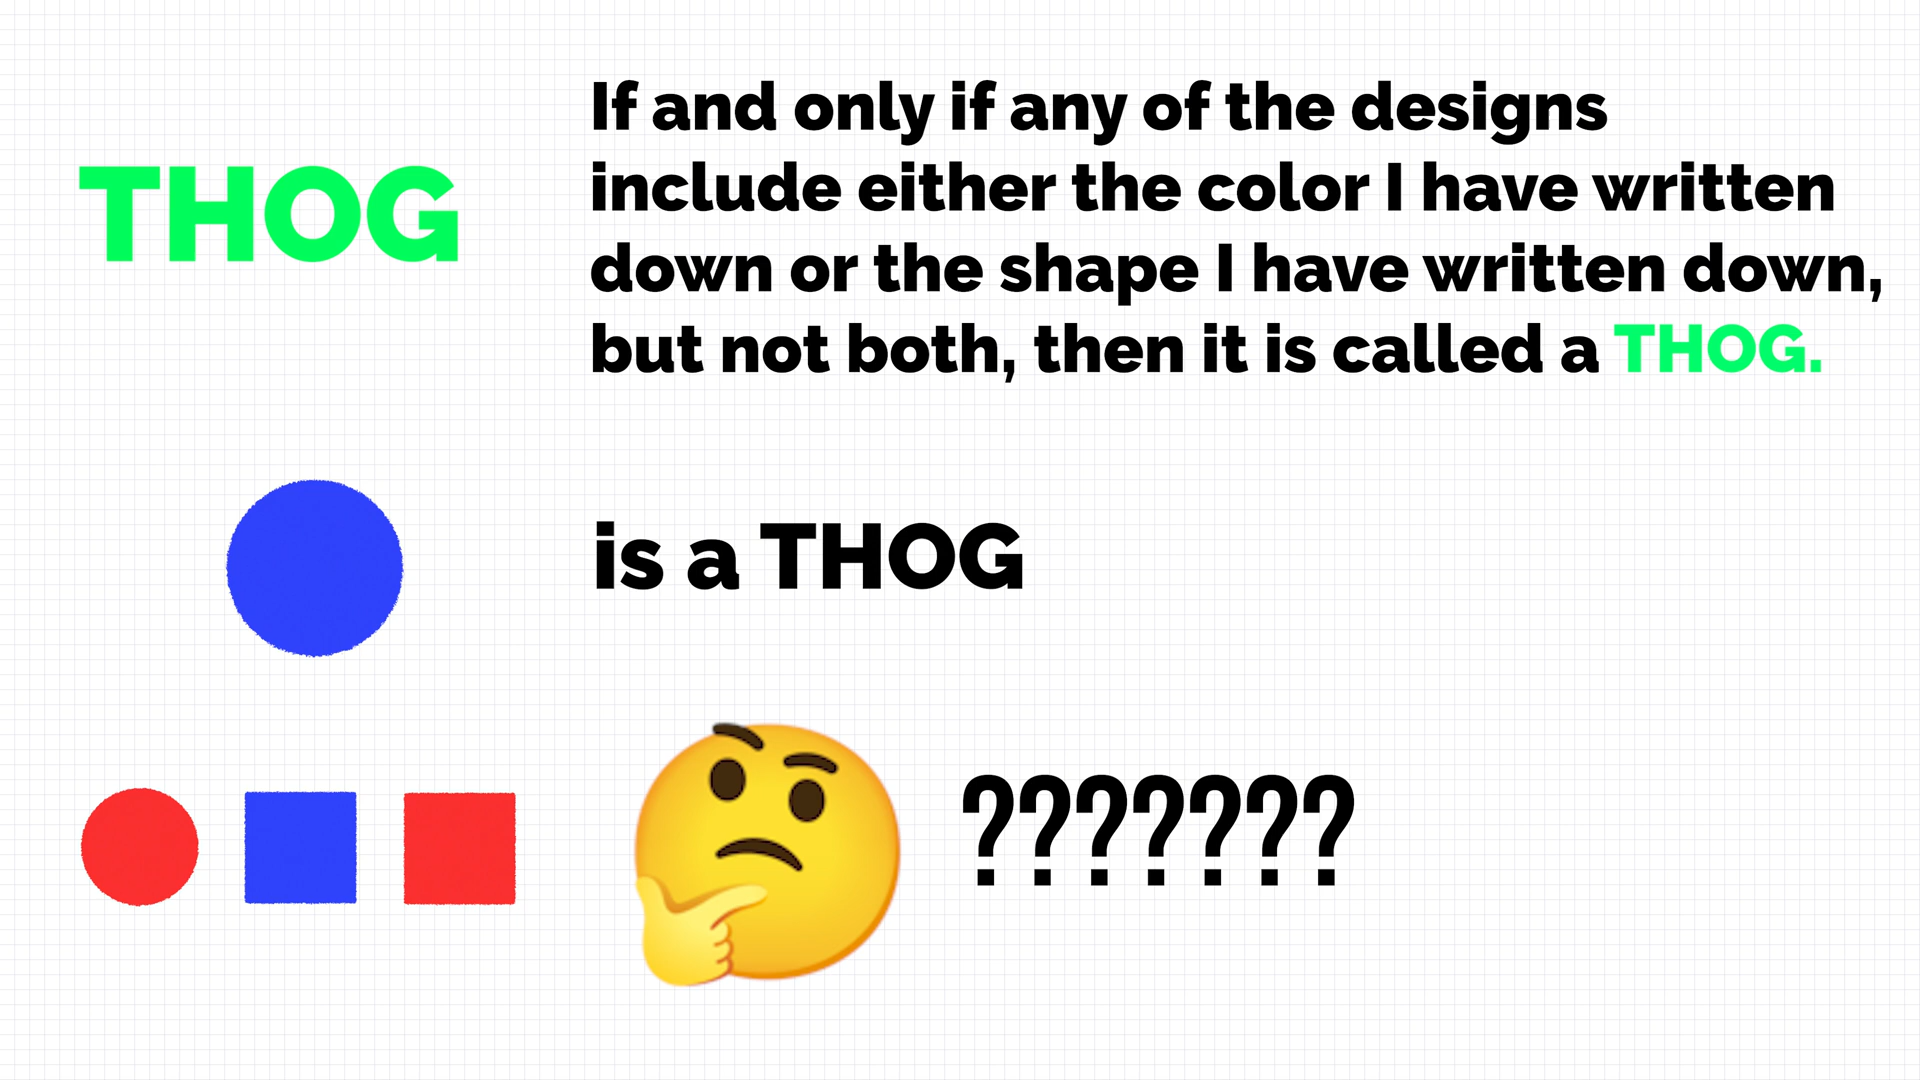 THOG
If and only if any of the designs
include either the color I have written
down or the shape I have written down,
but not both, then it is called a THOG.
is a THOG
???????